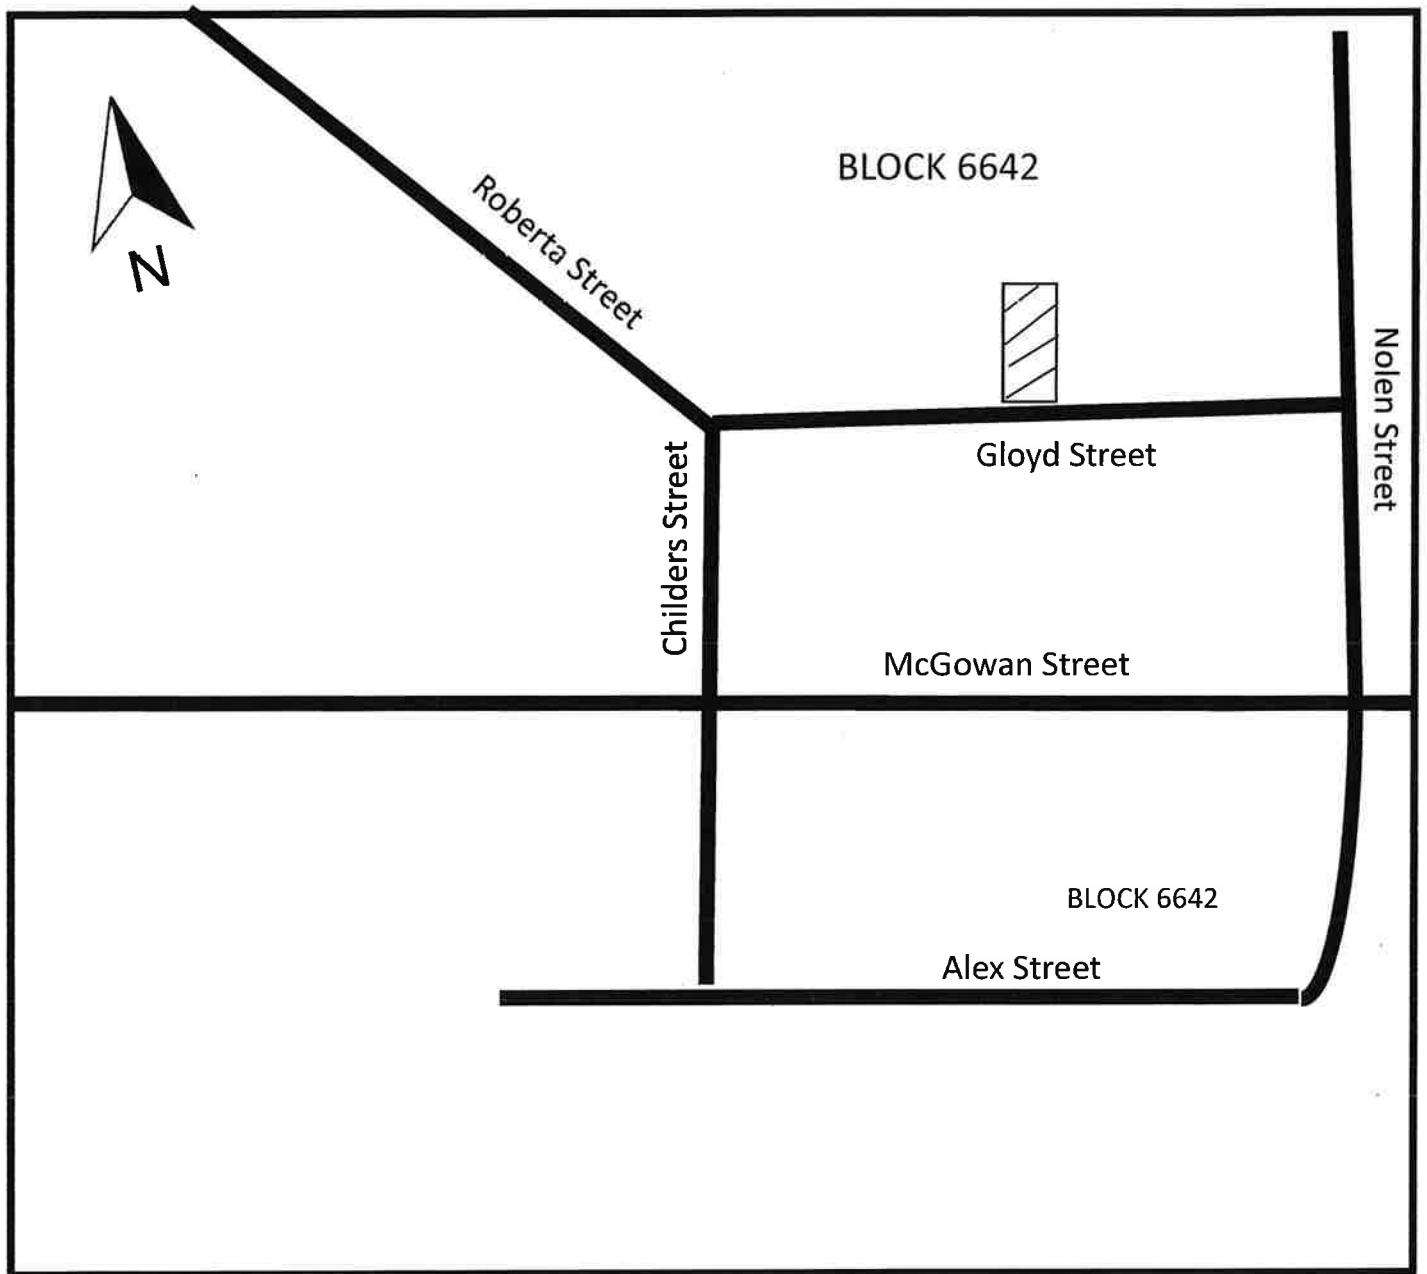 BLOCK 6642
Roberta Street
N
Nolen Street
Gloyd Street
Childers Street
McGowan Street
BLOCK 6642
Alex Street